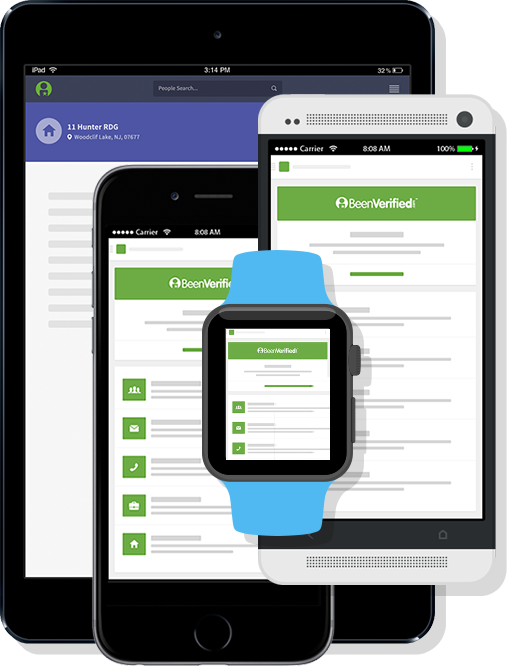 iPad 3:14 PM 32%
People Search...
11 Hunter RDG
Woodclif Lake, NJ, 07677
Carrier 8:08 AM 100%
BeenVerified
Carrier 8:08 AM
BeenVerified
BeenVerified